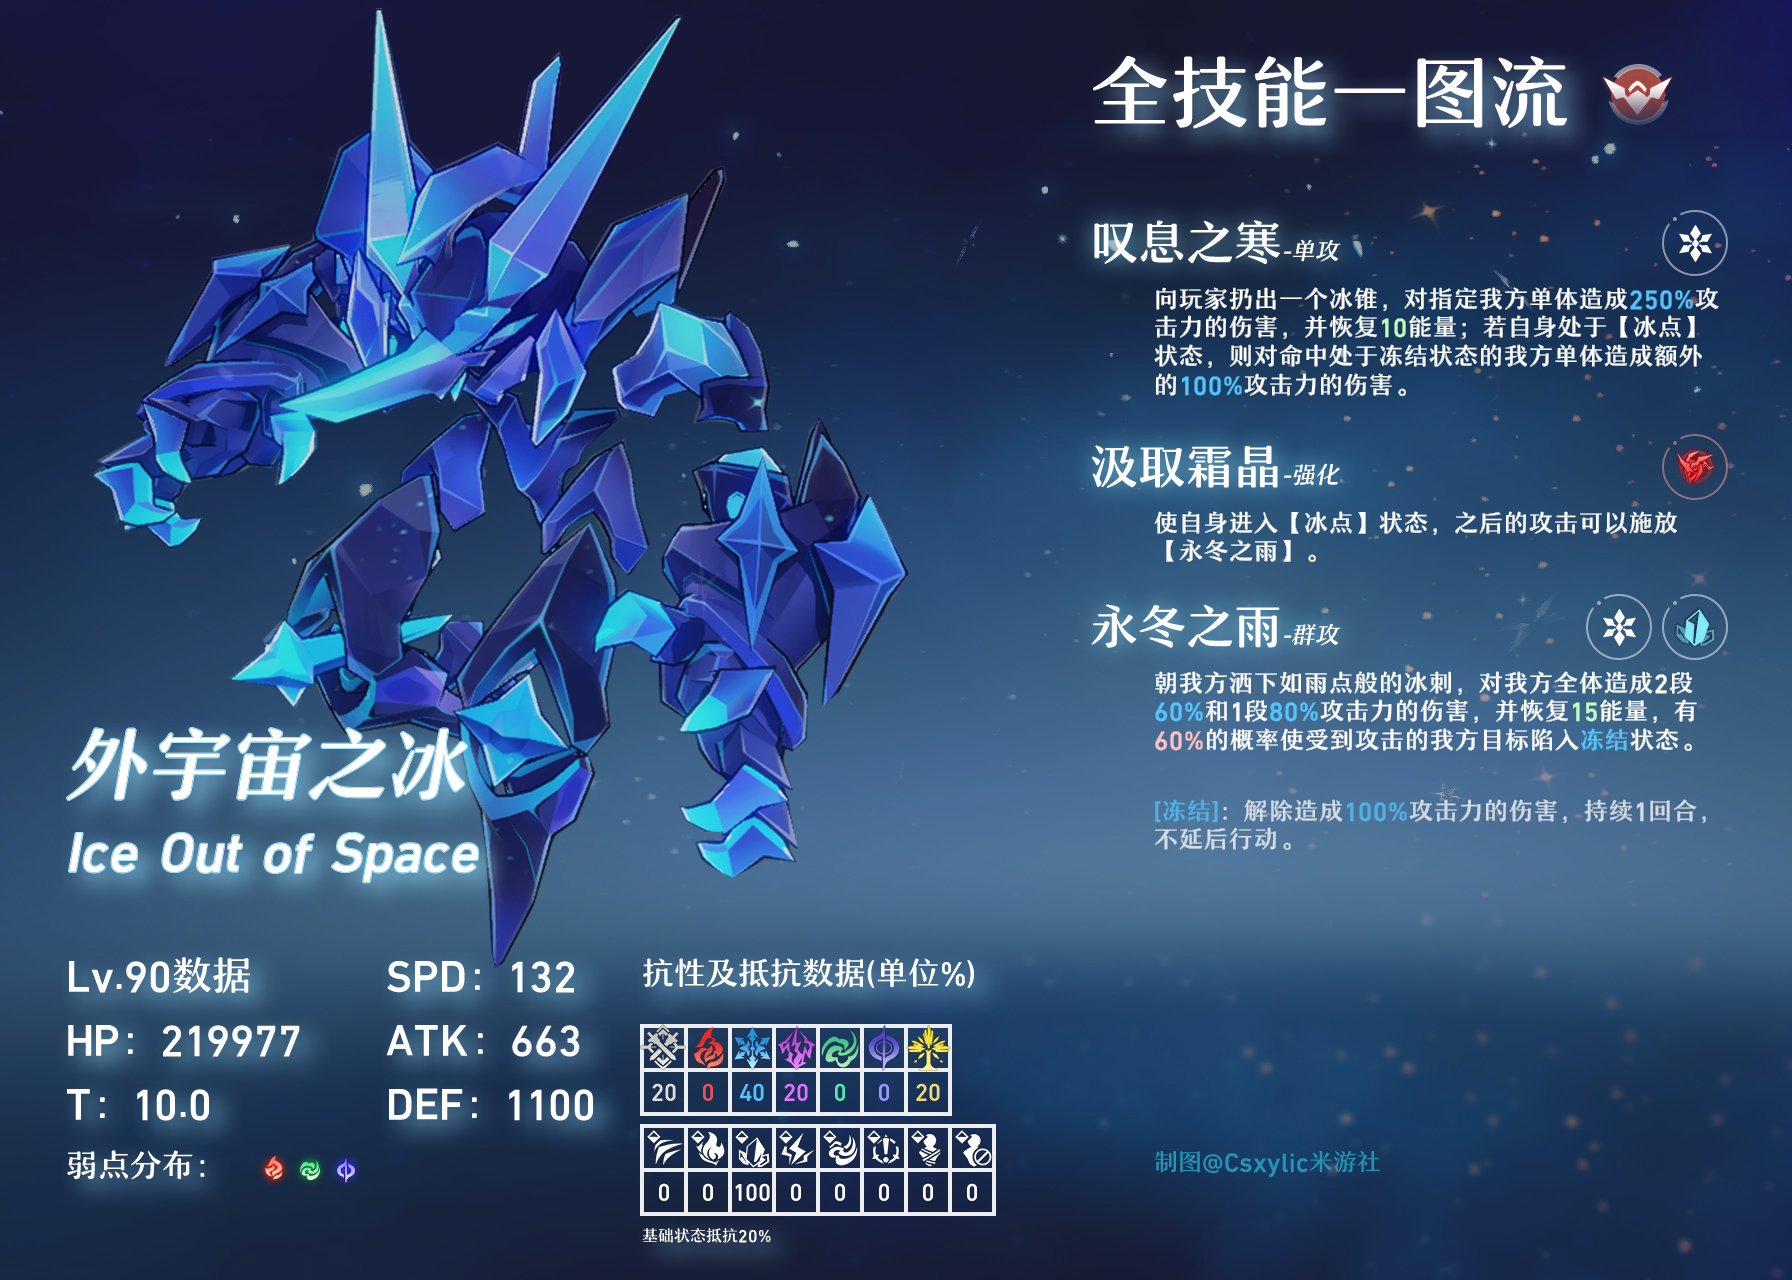 全技能一图流
叹息之寒-单攻
向玩家扔出一个冰锥，对指定我方单体造成250%攻
击力的伤害，并恢复10能量；若自身处于【冰点】
状态，则对命中处于冻结状态的我方单体造成额外
的100%攻击力的伤害。
汲取霜晶-强化
使自身进入【冰点】状态，之后的攻击可以施放
【永冬之雨】。
永冬之雨-群攻
朝我方洒下如雨点般的冰刺，对我方全体造成2段
60%和1段80%攻击力的伤害，并恢复15能量，有
60%的概率使受到攻击的我方目标陷入冻结状态。
[冻结]：解除造成100%攻击力的伤害，持续1回合，
不延后行动。
外宇宙之冰
Ice Out of Space
Lv.90数据
SPD：132
HP：219977
ATK：663
T：10.0
DEF：1100
弱点分布：
抗性及抵抗数据(单位%)
20 0 40 20 0 0 20
0 0 100 0 0 0 0 0
基础状态抵抗20%
制图@Csxylic米游社